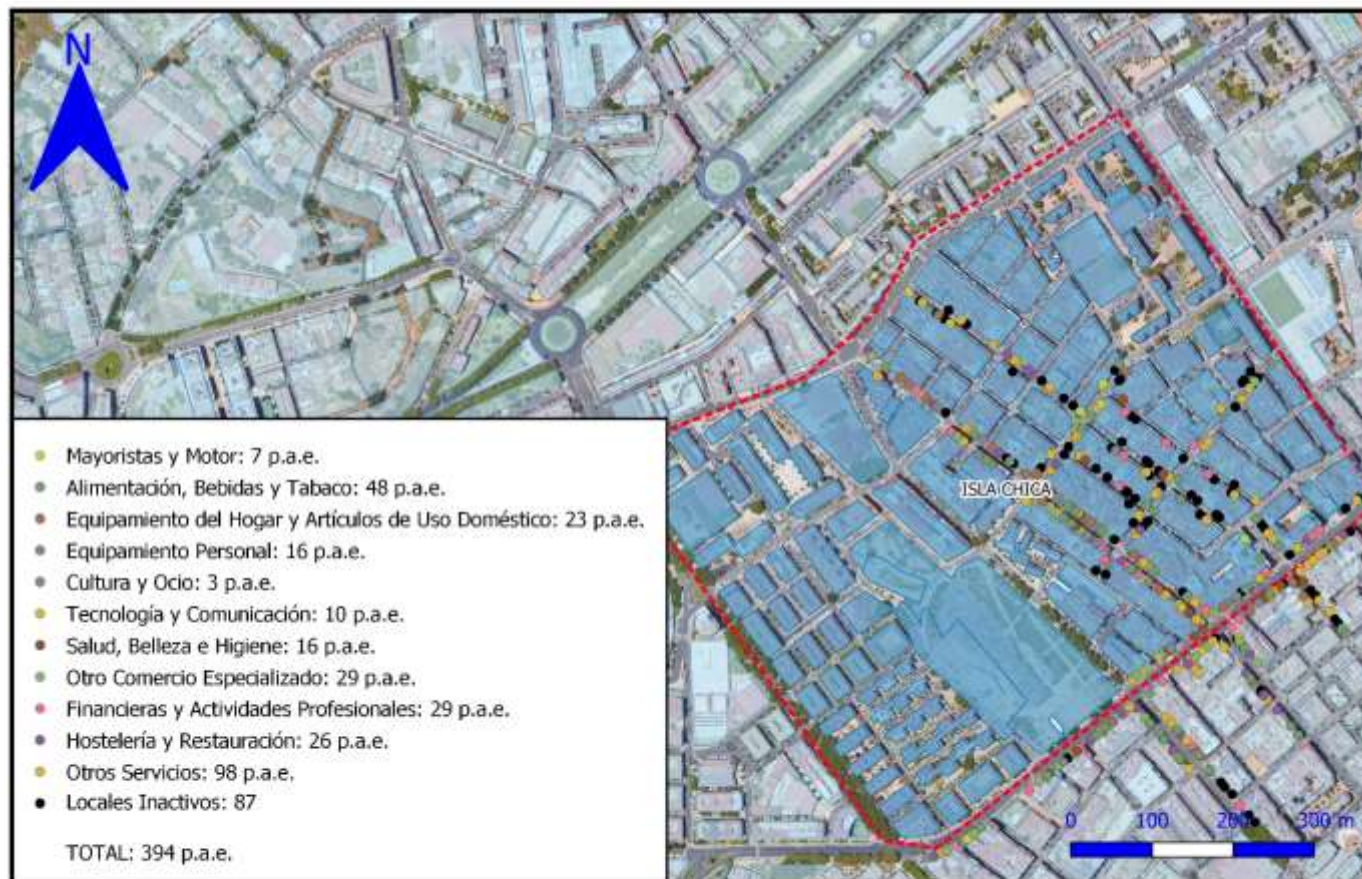 N
ISLA CHICA
Mayoristas y Motor: 7 p.a.e.
Alimentación, Bebidas y Tabaco: 48 p.a.e.
Equipamiento del Hogar y Artículos de Uso Doméstico: 23 p.a.e.
Equipamiento Personal: 16 p.a.e.
Cultura y Ocio: 3 p.a.e.
Tecnología y Comunicación: 10 p.a.e.
Salud, Belleza e Higiene: 16 p.a.e.
Otro Comercio Especializado: 29 p.a.e.
Financieras y Actividades Profesionales: 29 p.a.e.
Hostelería y Restauración: 26 p.a.e.
Otros Servicios: 98 p.a.e.
Locales Inactivos: 87
TOTAL: 394 p.a.e.
0 100 200 300 m